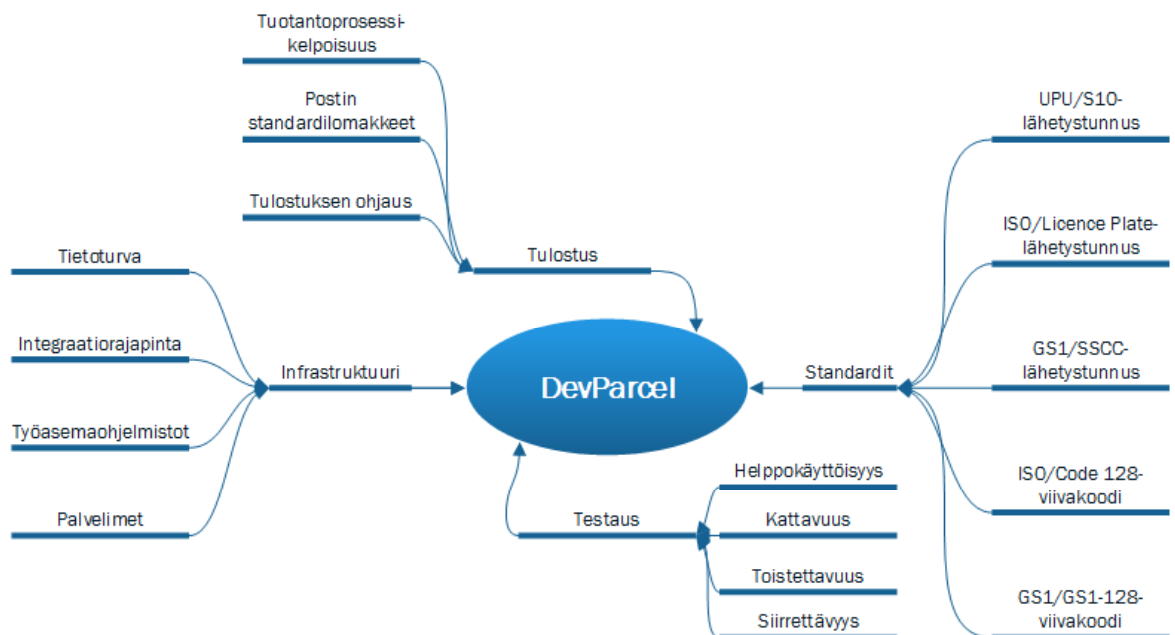 Tuotantoprosessi-
kelpoisuus
Postin
standardilomakkeet
Tulostuksen ohjaus
Tulostus
Tietoturva
Integraatiorajapinta
Infrastruktuuri
Työasemaohjelmistot
Palvelimet
DevParcel
Standardit
UPU/S10-
lähetystunnus
ISO/Licence Plate-
lähetystunnus
GS1/SSCC-
lähetystunnus
ISO/Code 128-
viivakoodi
GS1/GS1-128-
viivakoodi
Testaus
Helppokäyttöisyys
Kattavuus
Toistettavuus
Siirrettävyys